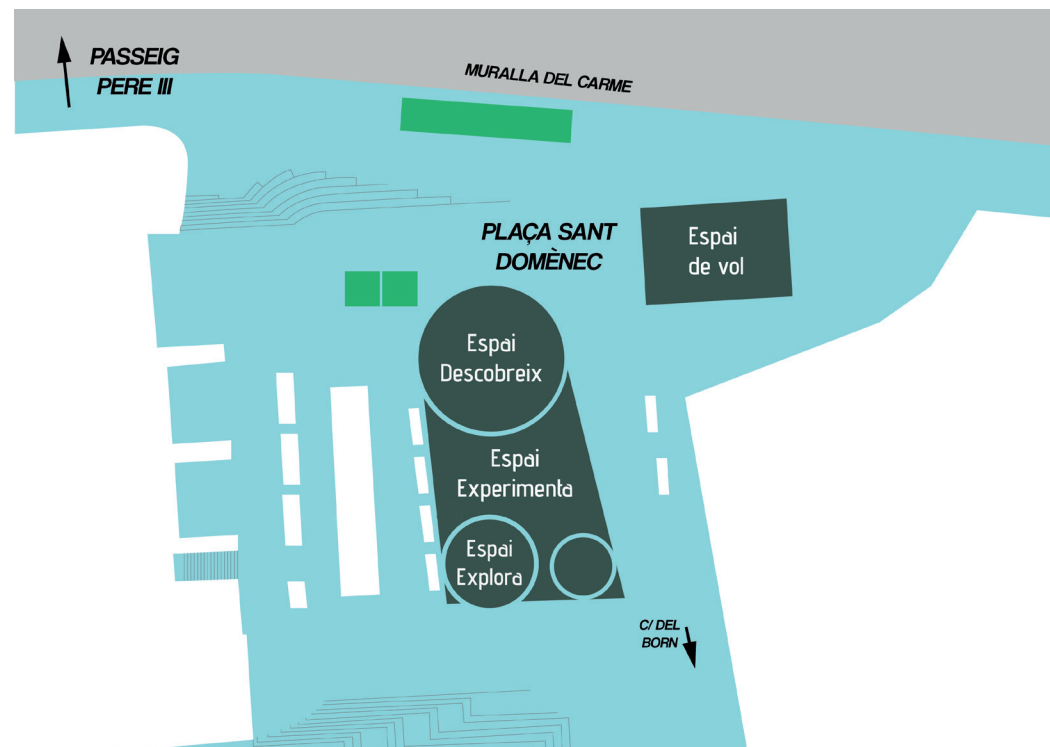 PASSEIG
PERE III
MURALLA DEL CARME
PLAÇA SANT
DOMÈNEC
Espai
de vol
Espai
Descobreix
Espai
Experimenta
Espai
Explora
C/ DEL
BORN